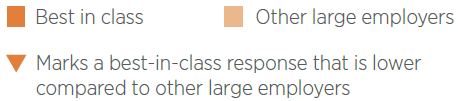 Best in class Other large employers
Marks a best-in-class response that is lower
compared to other large employers